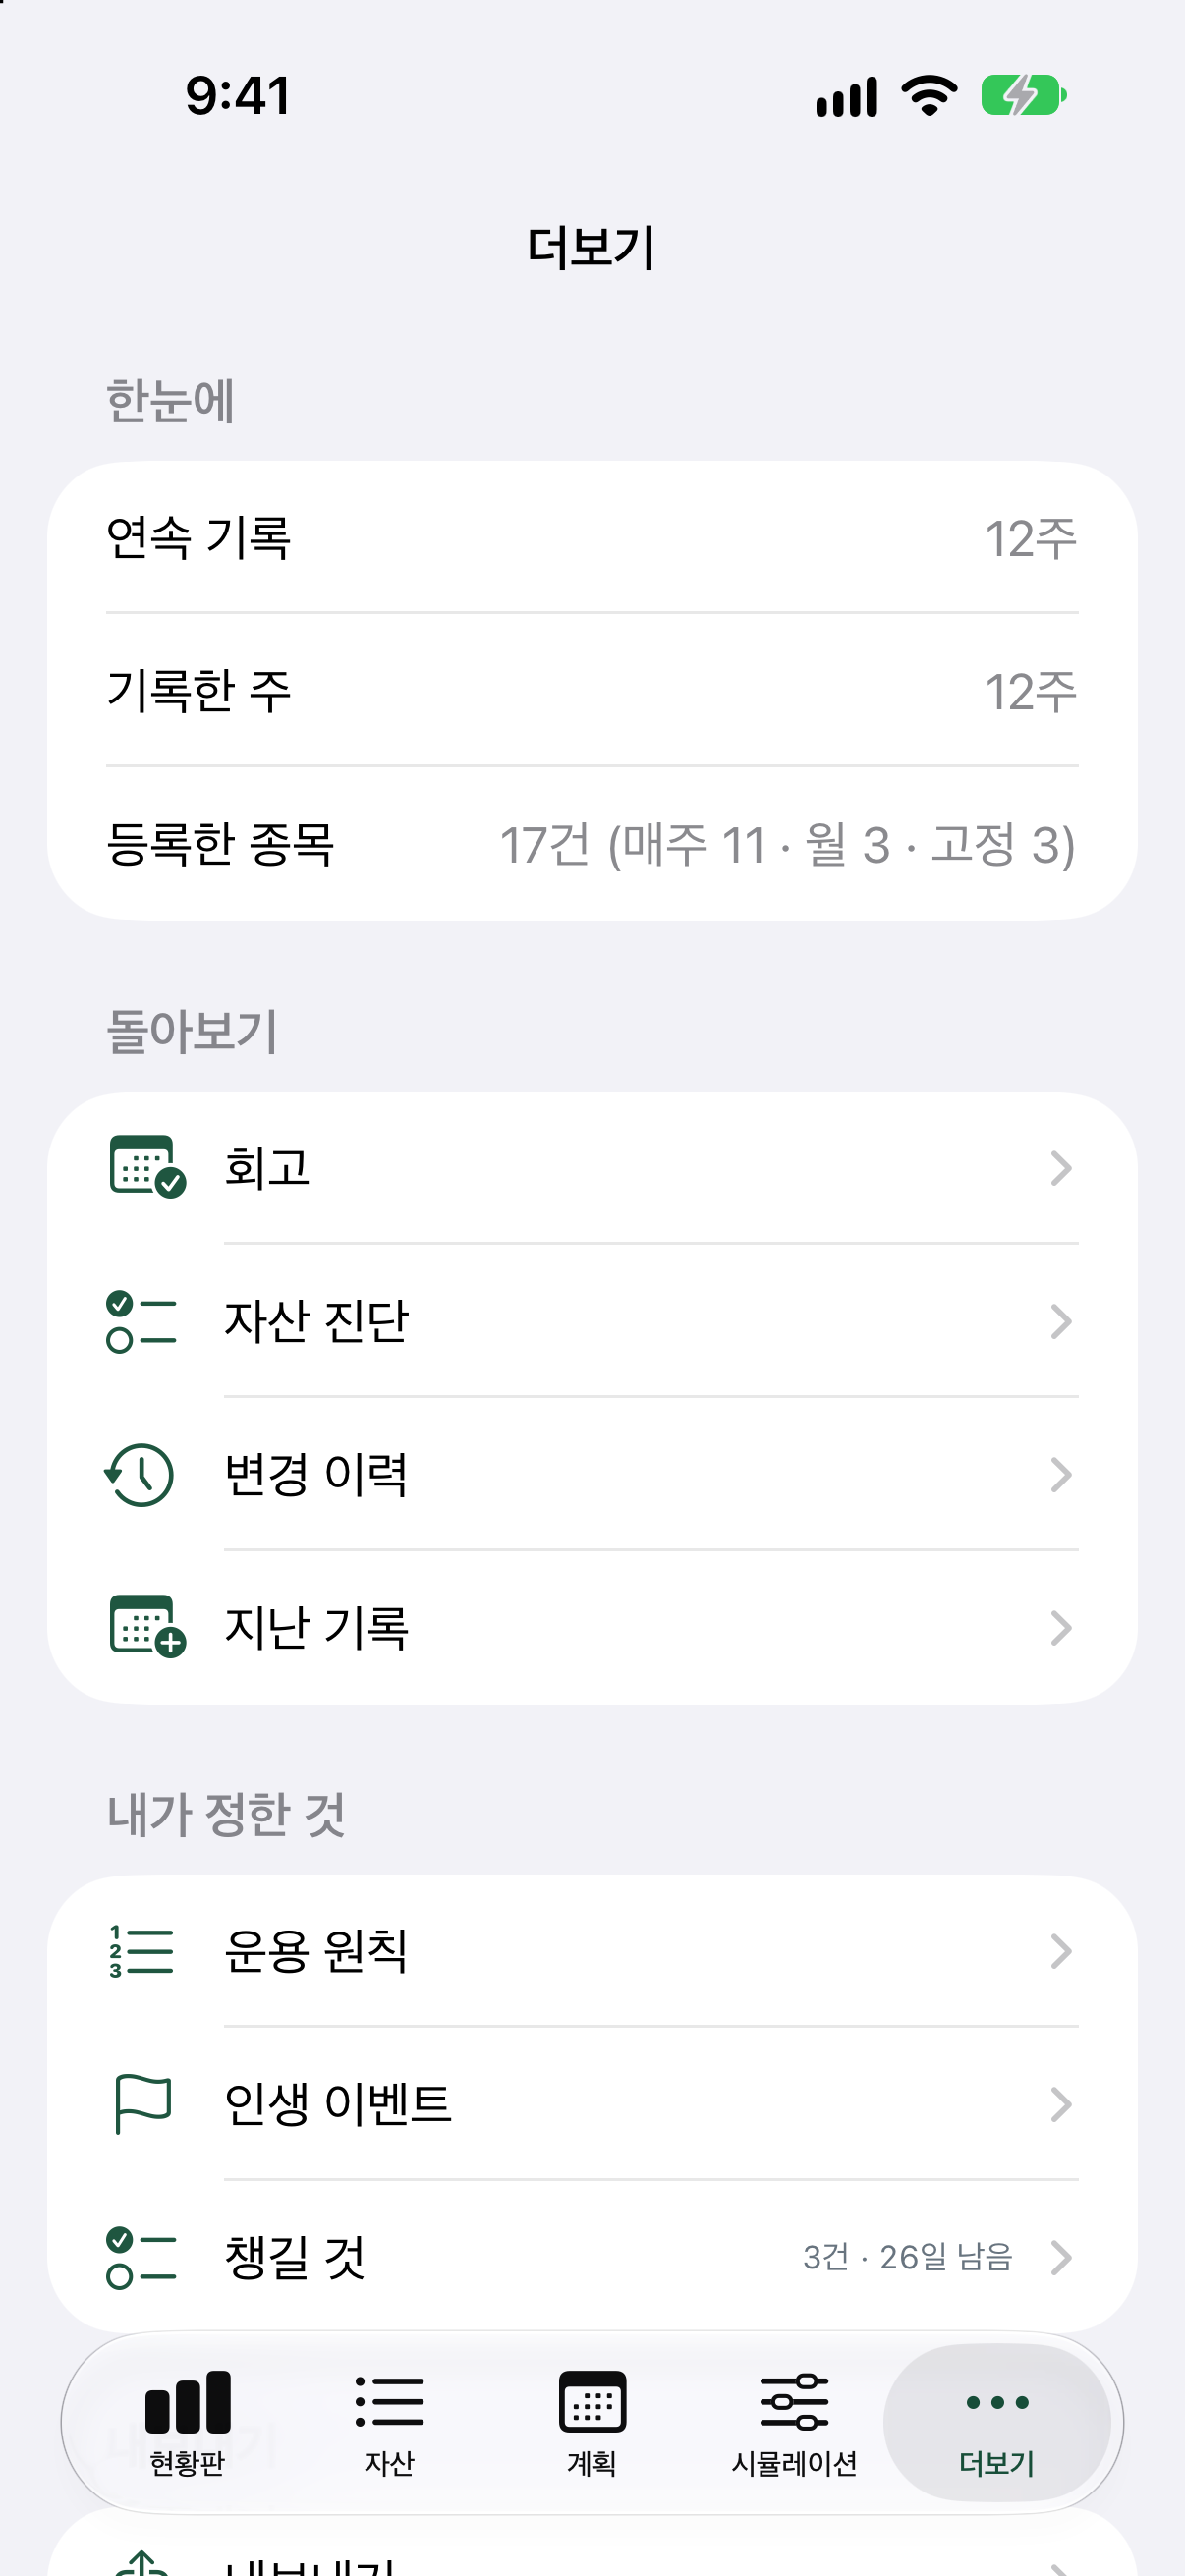 9:41
더보기
한눈에
연속 기록 12주
기록한 주 12주
등록한 종목 17건 (매주 11 · 월 3 · 고정 3)
돌아보기
회고
자산 진단
변경 이력
지난 기록
내가 정한 것
1
2
3
운용 원칙
인생 이벤트
챙길 것 3건 · 26일 남음
현황판 자산 계획 시뮬레이션 더보기